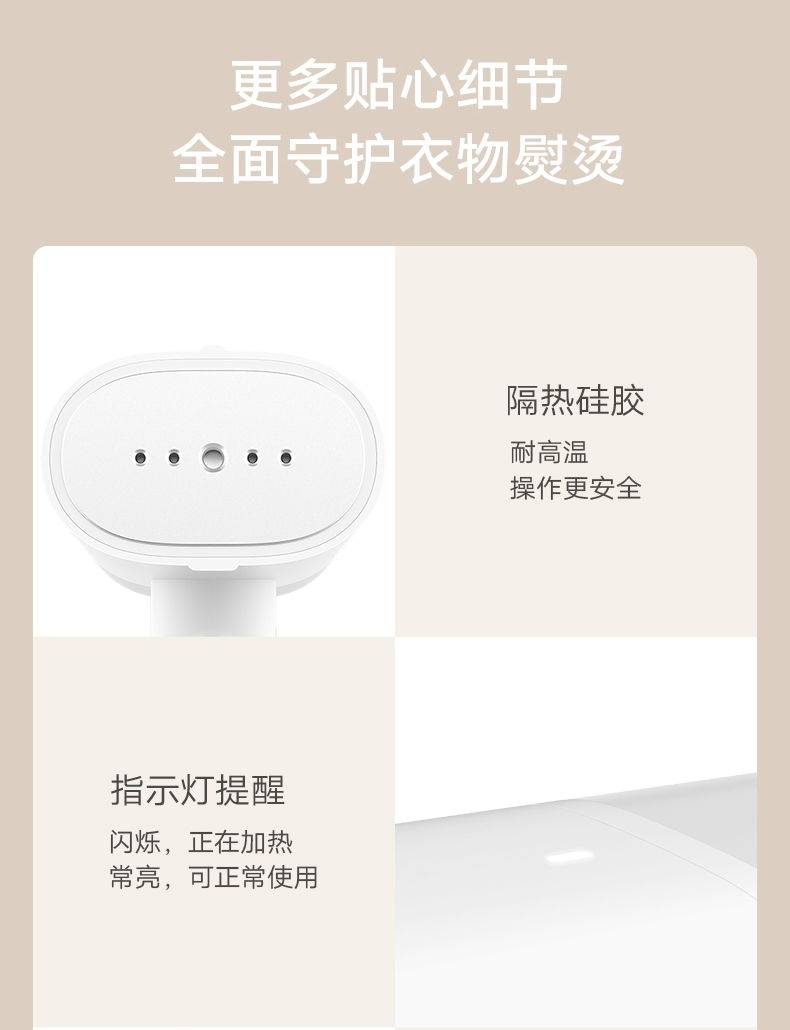 更多贴心细节
全面守护衣物熨烫
隔热硅胶
耐高温
操作更安全
指示灯提醒
闪烁，正在加热
常亮，可正常使用